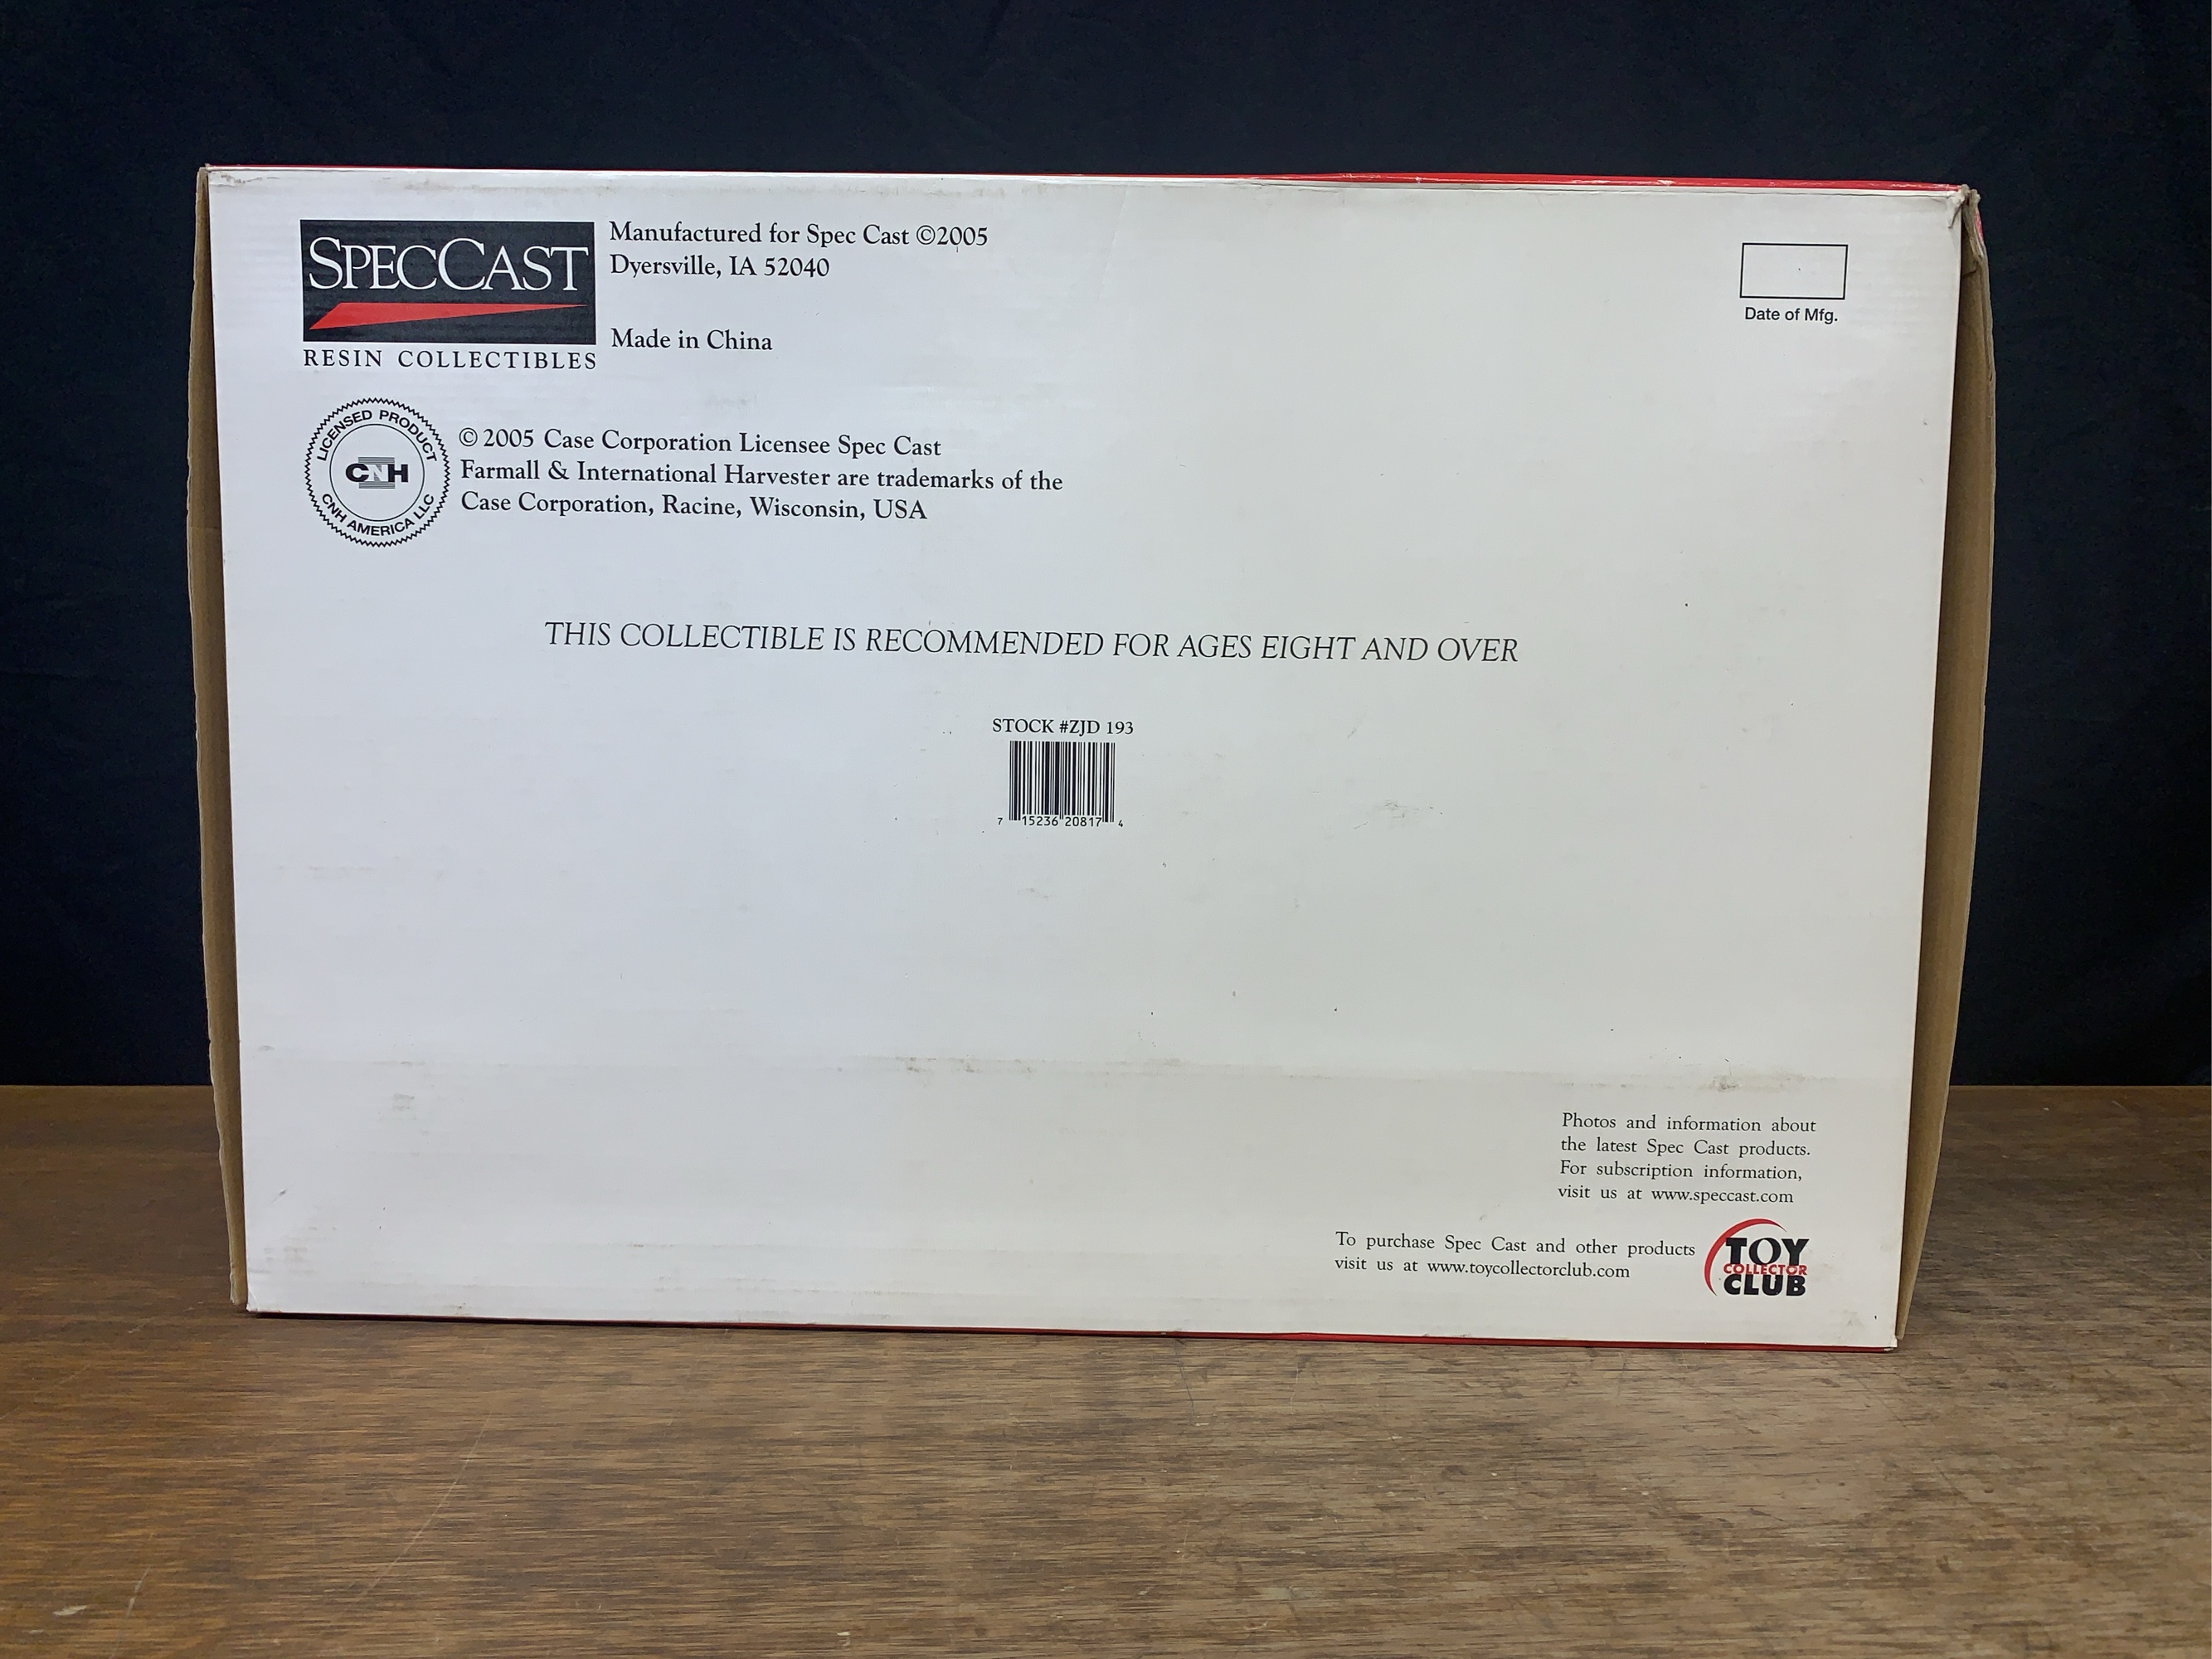 SPECCAST
RESIN COLLECTIBLES
Manufactured for Spec Cast ©2005
Dyersville, IA 52040
Made in China
Date of Mfg.
LICENSED PRODUCT
CNH
CNH AMERICA LLC
© 2005 Case Corporation Licensee Spec Cast
Farmall & International Harvester are trademarks of the
Case Corporation, Racine, Wisconsin, USA
THIS COLLECTIBLE IS RECOMMENDED FOR AGES EIGHT AND OVER
STOCK #ZJD 193
7 15236 20817 4
Photos and information about
the latest Spec Cast products.
For subscription information,
visit us at www.speccast.com
To purchase Spec Cast and other products
visit us at www.toycollectorclub.com
TOY
COLLECTOR
CLUB